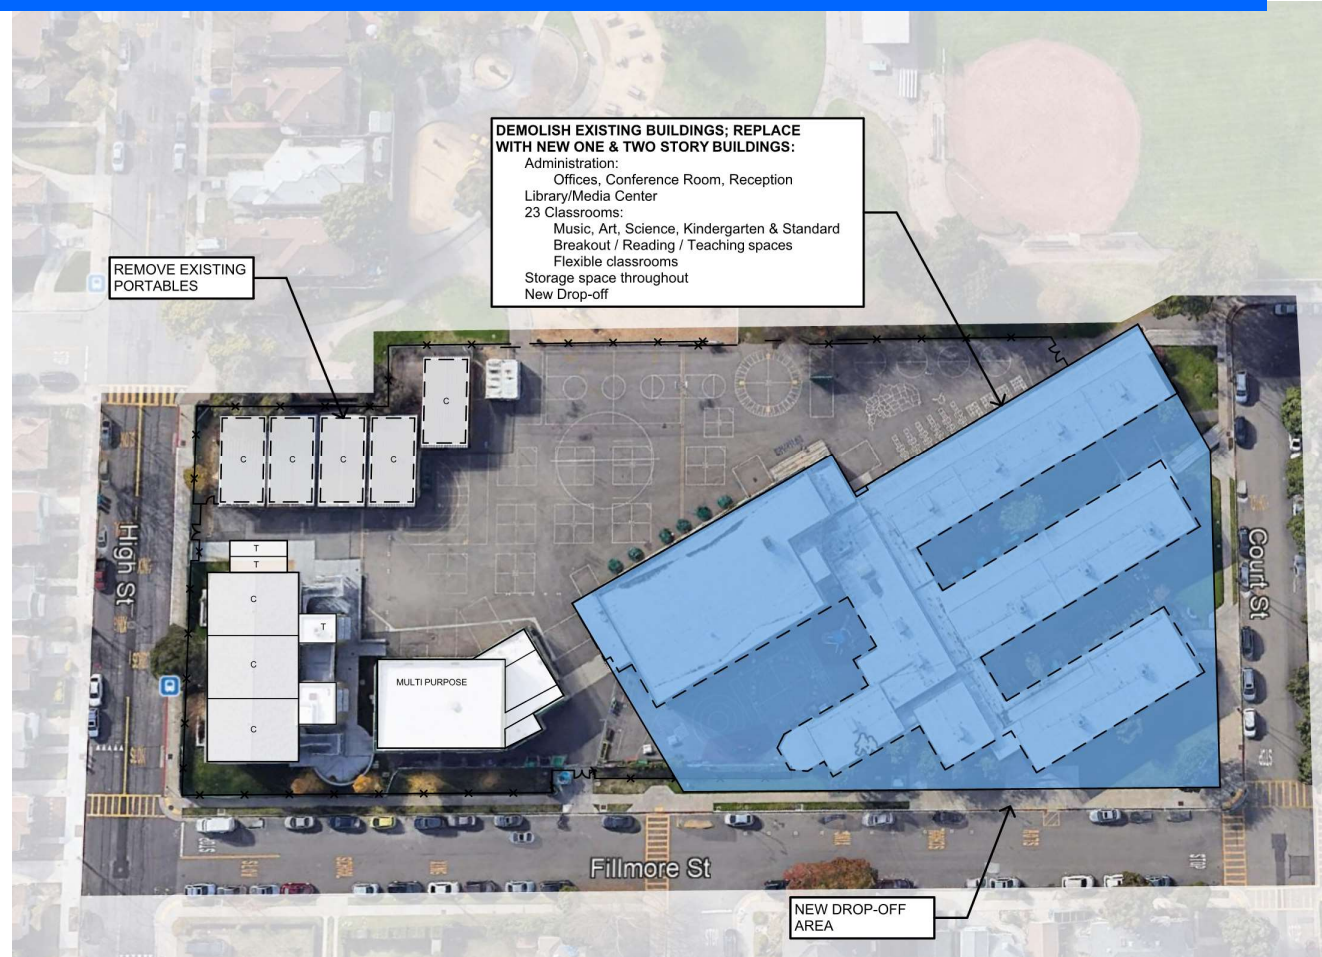 DEMOLISH EXISTING BUILDINGS; REPLACE
WITH NEW ONE & TWO STORY BUILDINGS:
Administration:
Offices, Conference Room, Reception
Library/Media Center
23 Classrooms:
Music, Art, Science, Kindergarten & Standard
Breakout / Reading / Teaching spaces
Flexible classrooms
Storage space throughout
New Drop-off
REMOVE EXISTING
PORTABLES
C
C
C
C
C
T
T
C
T
C
C
MULTI PURPOSE
High St
Court St
Fillmore St
STOP
NEW DROP-OFF
AREA